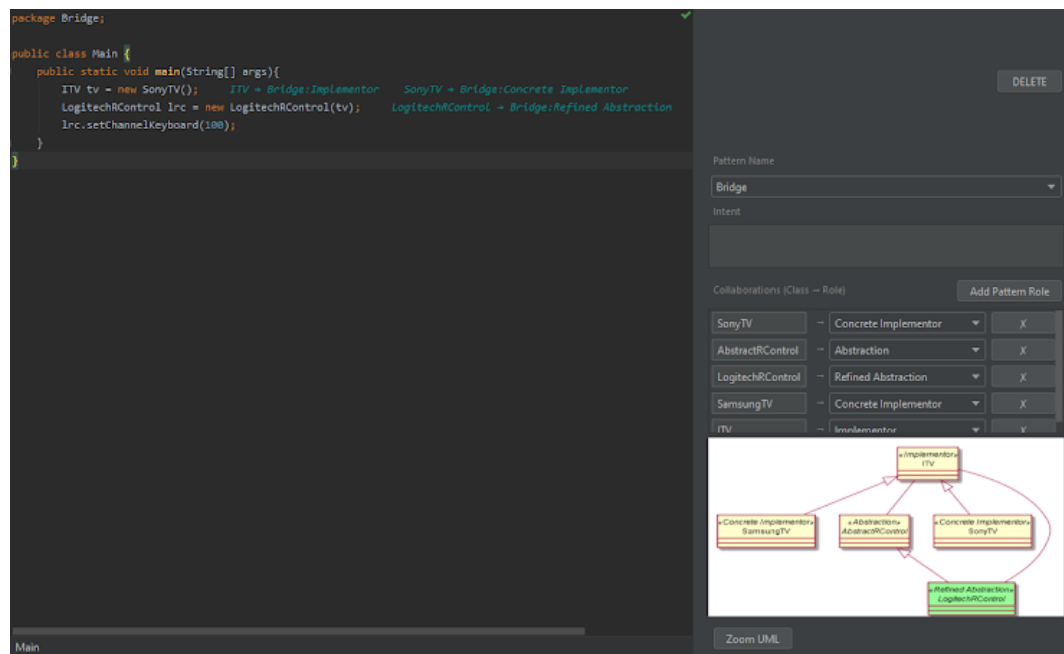 package Bridge;
public class Main {
public static void main(String[] args){
ITV tv = new SonyTV(); ITV → Bridge:Implementor SonyTV → Bridge:Concrete Implementor
LogitechRControl lrc = new LogitechRControl(tv); LogitechRControl → Bridge:Refined Abstraction
lrc.setChannelKeyboard(100);
}
}
Main
DELETE
Pattern Name
Bridge
Intent
Collaborations (Class → Role)
Add Pattern Role
SonyTV → Concrete Implementor X
AbstractRControl → Abstraction X
LogitechRControl → Refined Abstraction X
SamsungTV → Concrete Implementor X
ITV → Implementor X
«Implementor»
ITV
«Concrete Implementor» «Abstraction» «Concrete Implementor»
SamsungTV AbstractRControl SonyTV
«Refined Abstraction»
LogitechRControl
Zoom UML